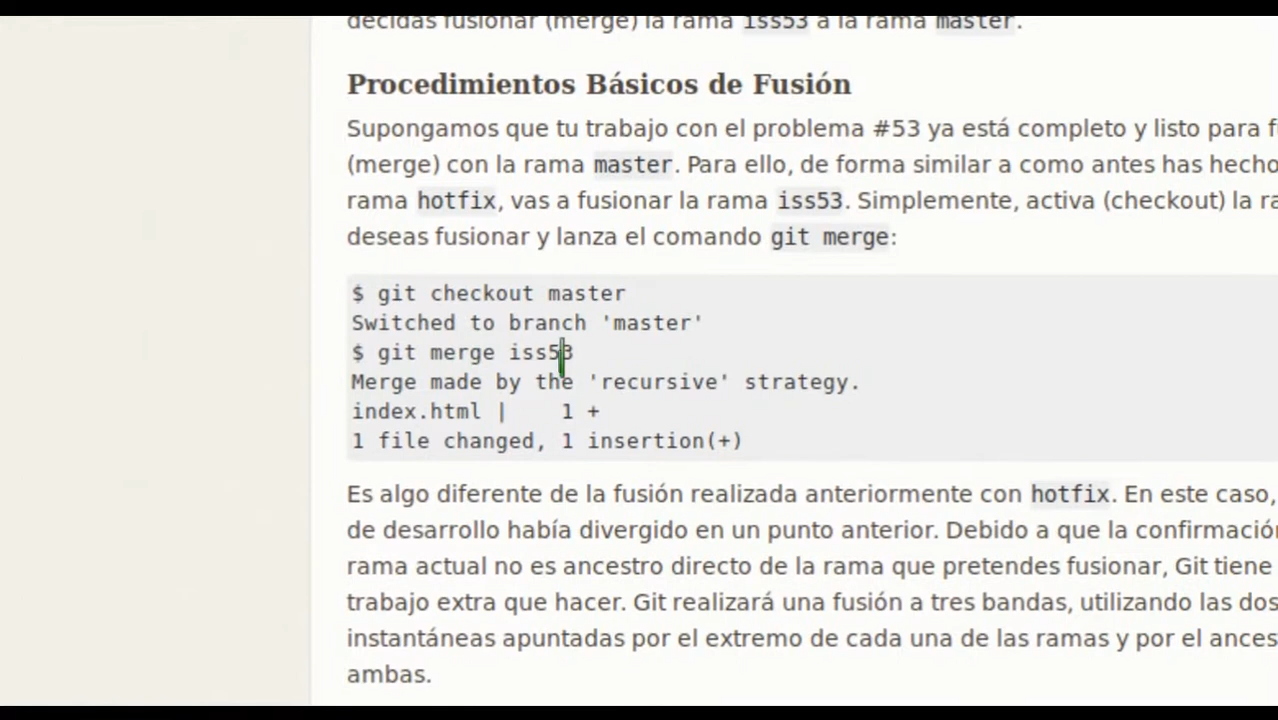 decidas fusionar (merge) la rama iss53 a la rama master.
Procedimientos Básicos de Fusión
Supongamos que tu trabajo con el problema #53 ya está completo y listo para f
(merge) con la rama master. Para ello, de forma similar a como antes has hecho
rama hotfix, vas a fusionar la rama iss53. Simplemente, activa (checkout) la ra
deseas fusionar y lanza el comando git merge:
$ git checkout master
Switched to branch 'master'
$ git merge iss53
Merge made by the 'recursive' strategy.
index.html |    1 +
1 file changed, 1 insertion(+)
Es algo diferente de la fusión realizada anteriormente con hotfix. En este caso,
de desarrollo había divergido en un punto anterior. Debido a que la confirmación
rama actual no es ancestro directo de la rama que pretendes fusionar, Git tiene
trabajo extra que hacer. Git realizará una fusión a tres bandas, utilizando las dos
instantáneas apuntadas por el extremo de cada una de las ramas y por el ances
ambas.